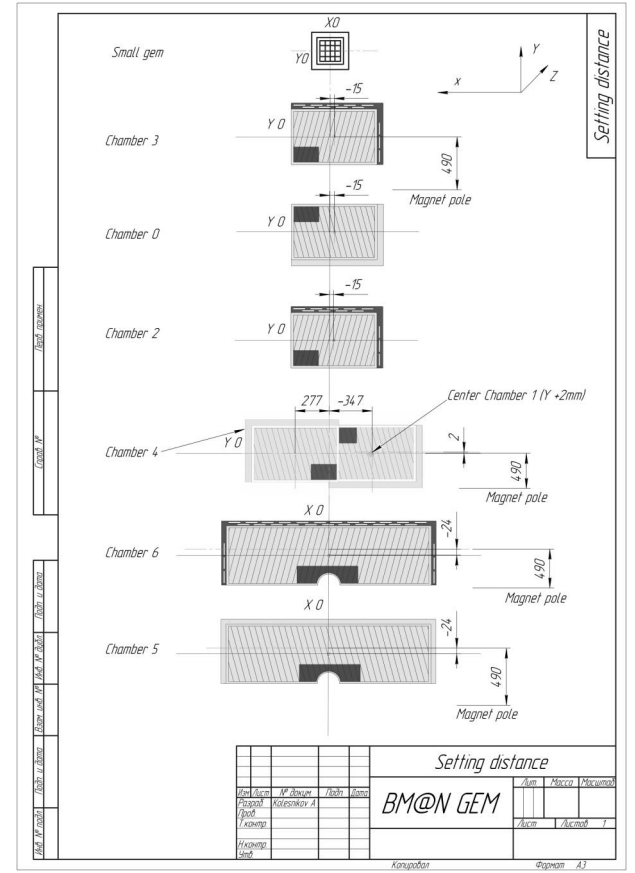 Setting distance
X0
Small gem
Y0
Y
x
Z
-15
Y 0
Chamber 3
490
Magnet pole
-15
Y 0
Chamber 0
-15
Y 0
Chamber 2
Center Chamber 1 (Y +2mm)
277
-347
Y 0
2
Chamber 4
490
Magnet pole
X 0
-24
Chamber 6
490
Magnet pole
X 0
-24
Chamber 5
490
Magnet pole
Перв. примен.
Справ. №
Подп. и дата
Инв. № дубл.
Взам. инв. №
Подп. и дата
Инв. № подл.
Setting distance
Изм Лист № докум. Подп. Дата
Разраб. Kolesnikov A
Пров.
Т.контр.
Н.контр.
Утв.
BM@N GEM
Лит. Масса Масштаб
Лист Листов 1
Копировал Формат A3